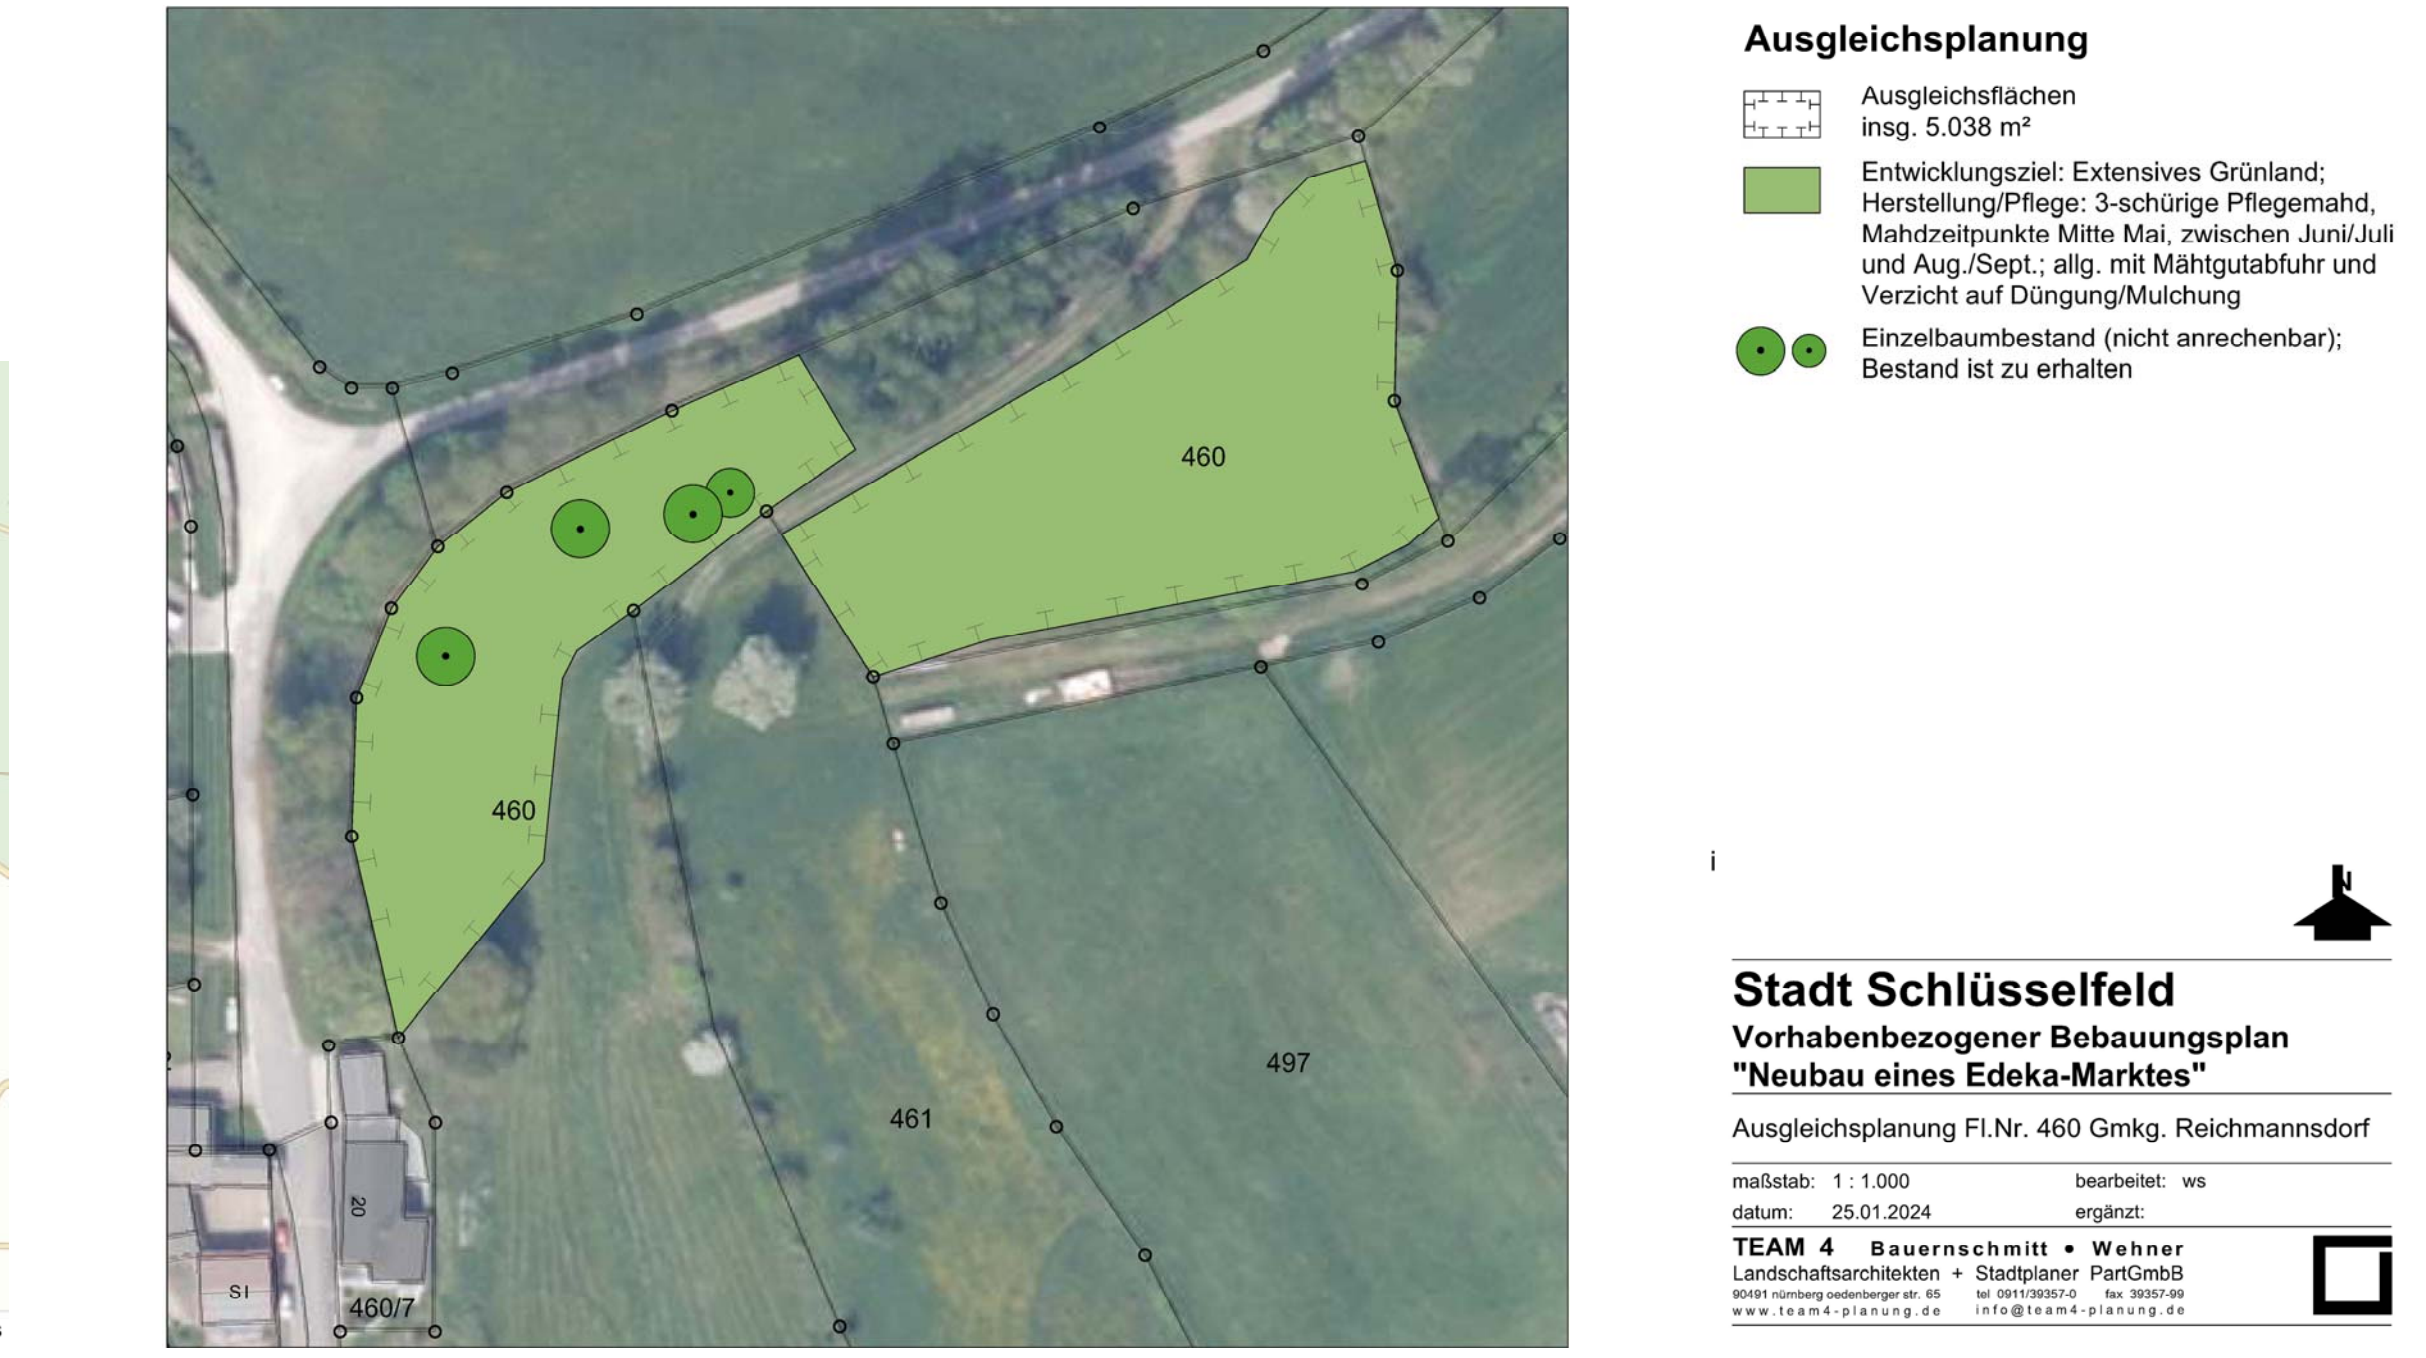 Ausgleichsplanung
Ausgleichsflächen
insg. 5.038 m²
Entwicklungsziel: Extensives Grünland;
Herstellung/Pflege: 3-schürige Pflegemahd,
Mahdzeitpunkte Mitte Mai, zwischen Juni/Juli
und Aug./Sept.; allg. mit Mähtgutabfuhr und
Verzicht auf Düngung/Mulchung
Einzelbaumbestand (nicht anrechenbar);
Bestand ist zu erhalten
460
460
461
497
20
460/7
i
N
Stadt Schlüsselfeld
Vorhabenbezogener Bebauungsplan
"Neubau eines Edeka-Marktes"
Ausgleichsplanung Fl.Nr. 460 Gmkg. Reichmannsdorf
maßstab: 1 : 1.000 bearbeitet: ws
datum: 25.01.2024 ergänzt:
TEAM 4 Bauernschmitt • Wehner
Landschaftsarchitekten + Stadtplaner PartGmbB
90491 nürnberg oedenberger str. 65 tel 0911/39357-0 fax 39357-99
www.team4-planung.de info@team4-planung.de